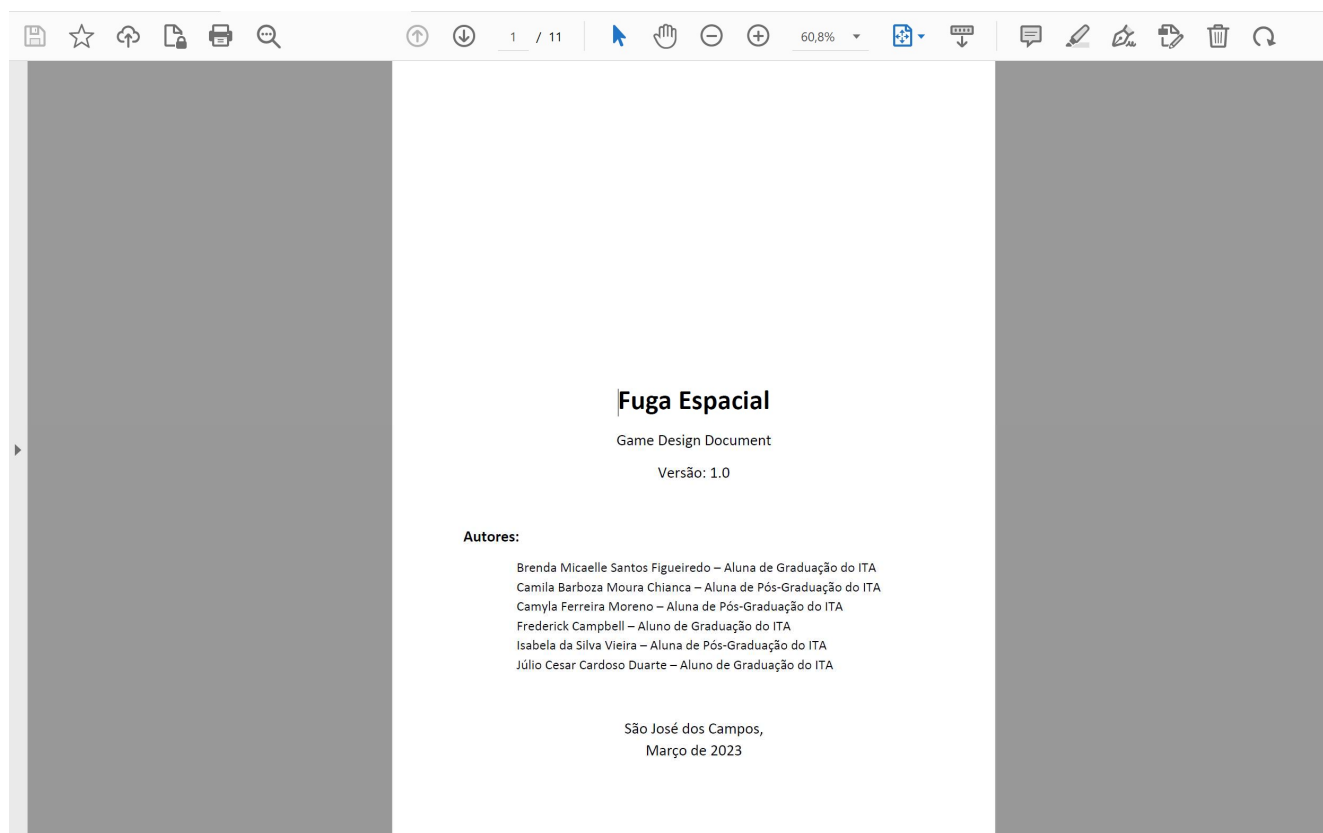 1 / 11 60,8%
Fuga Espacial
Game Design Document
Versão: 1.0
Autores:
Brenda Micaelle Santos Figueiredo – Aluna de Graduação do ITA
Camila Barboza Moura Chianca – Aluna de Pós-Graduação do ITA
Camyla Ferreira Moreno – Aluna de Pós-Graduação do ITA
Frederick Campbell – Aluno de Graduação do ITA
Isabela da Silva Vieira – Aluna de Pós-Graduação do ITA
Júlio Cesar Cardoso Duarte – Aluno de Graduação do ITA
São José dos Campos,
Março de 2023